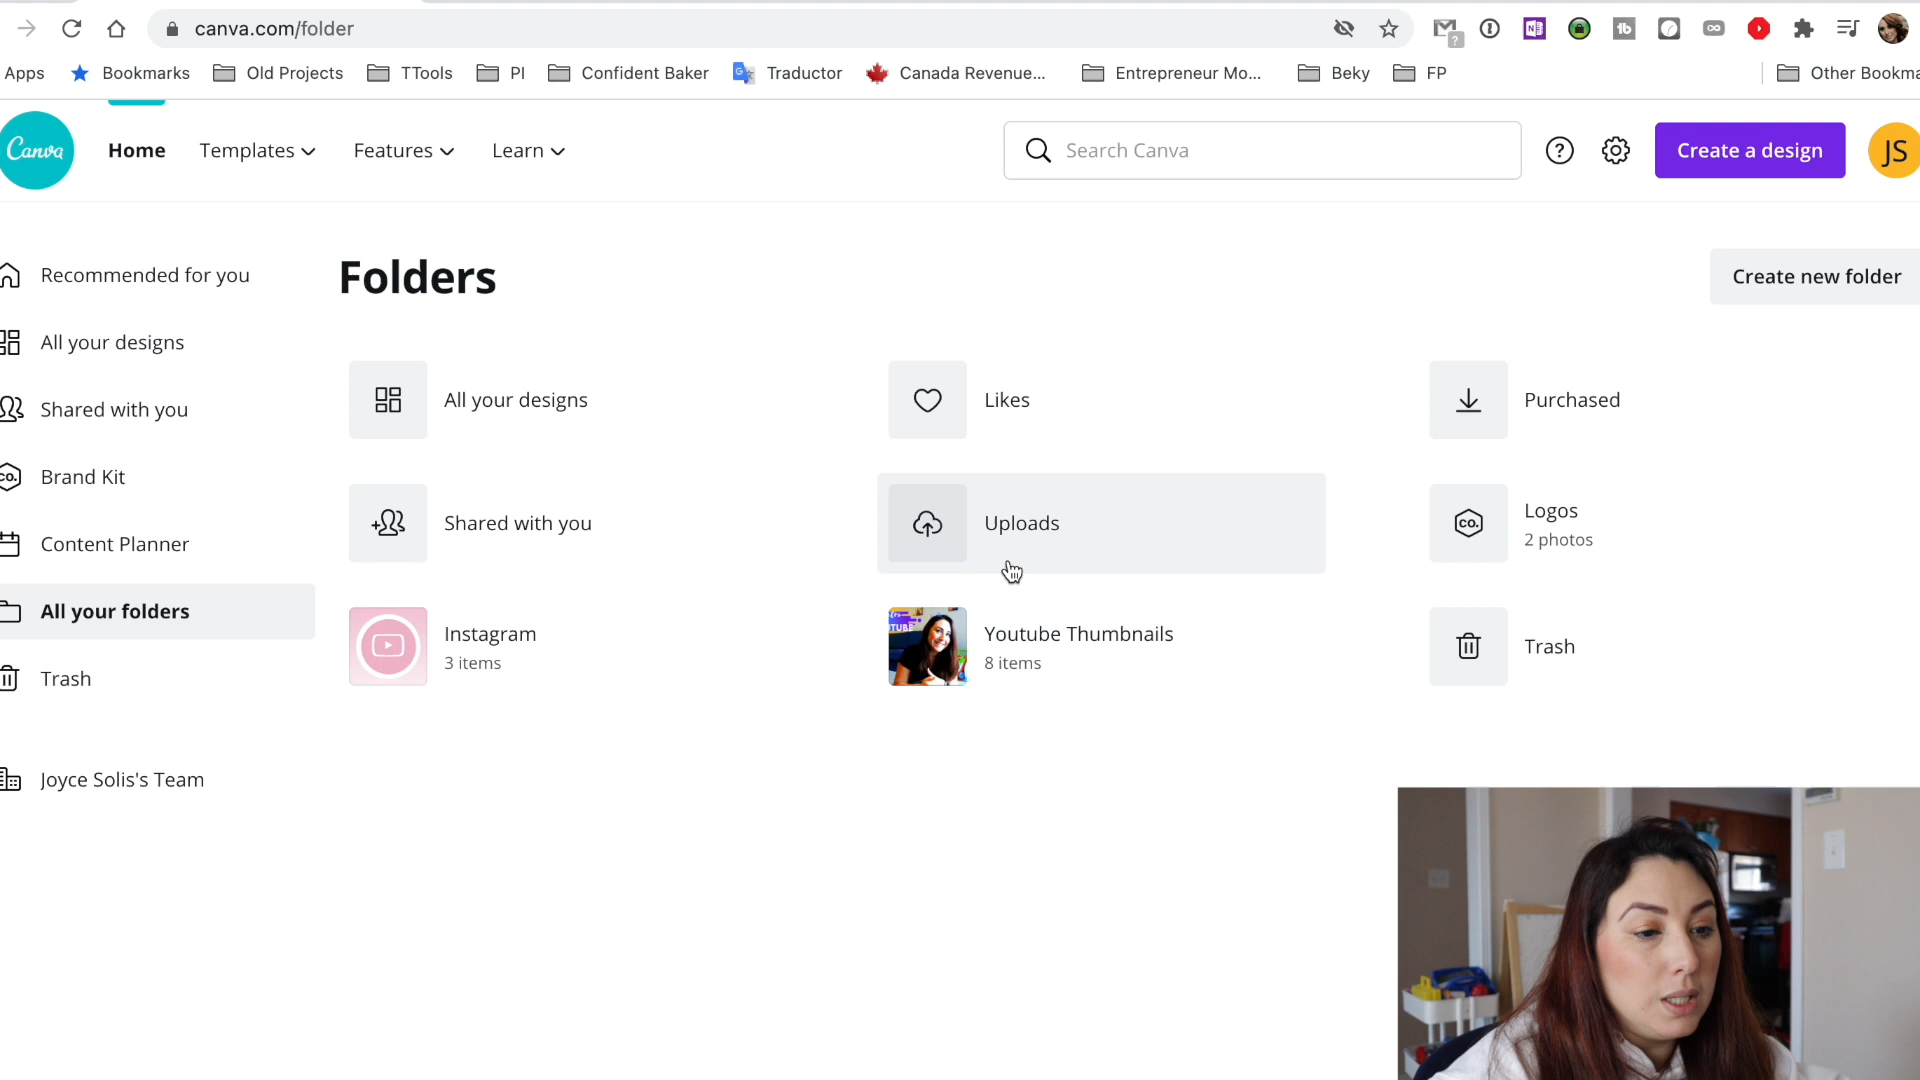 canva.com/folder
Apps Bookmarks Old Projects TTools PI Confident Baker Traductor Canada Revenue... Entrepreneur Mo... Beky FP Other Bookma
Canva Home Templates Features Learn Search Canva ? Create a design JS
Recommended for you
All your designs
Shared with you
Brand Kit
Content Planner
All your folders
Trash
Joyce Solis's Team
Folders
Create new folder
All your designs
Likes
Purchased
Shared with you
Uploads
CO.
Logos
2 photos
Instagram
3 items
Youtube Thumbnails
8 items
Trash